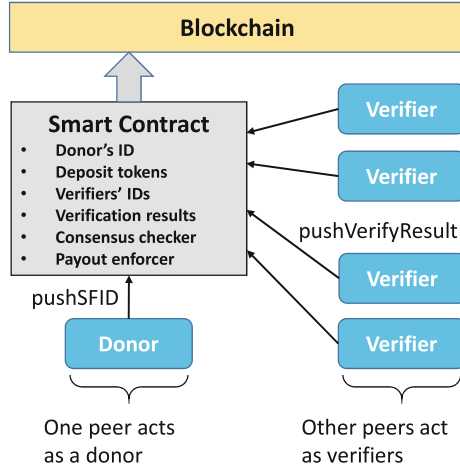 Blockchain
Smart Contract
• Donor's ID
• Deposit tokens
• Verifiers' IDs
• Verification results
• Consensus checker
• Payout enforcer
Verifier
Verifier
pushVerifyResult
Verifier
Verifier
pushSFID
Donor
One peer acts
as a donor
Other peers act
as verifiers